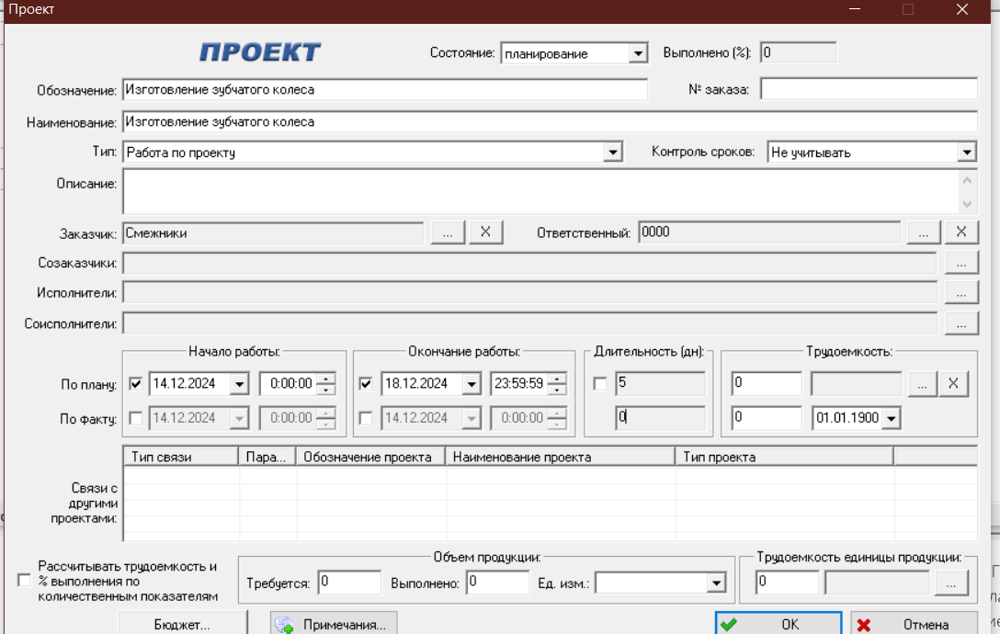 Проект
ПРОЕКТ
Состояние: планирование Выполнено (%): 0
Обозначение: Изготовление зубчатого колеса № заказа:
Наименование: Изготовление зубчатого колеса
Тип: Работа по проекту Контроль сроков: Не учитывать
Описание:
Заказчик: Смежники ... X Ответственный: 0000 ... X
Созаказчики: ...
Исполнители: ...
Соисполнители: ...
Начало работы: Окончание работы: Длительность (дн): Трудоемкость:
По плану: 14.12.2024 0:00:00 18.12.2024 23:59:59 5 0 ... X
По факту: 14.12.2024 0:00:00 14.12.2024 0:00:00 0 0 01.01.1900
Тип связи Пара... Обозначение проекта Наименование проекта Тип проекта
Связи с
другими
проектами:
Рассчитывать трудоемкость и
% выполнения по
количественным показателям
Объем продукции:
Требуется: 0 Выполнено: 0 Ед. изм.:
Трудоемкость единицы продукции:
0 ...
Бюджет... Примечания... OK Отмена